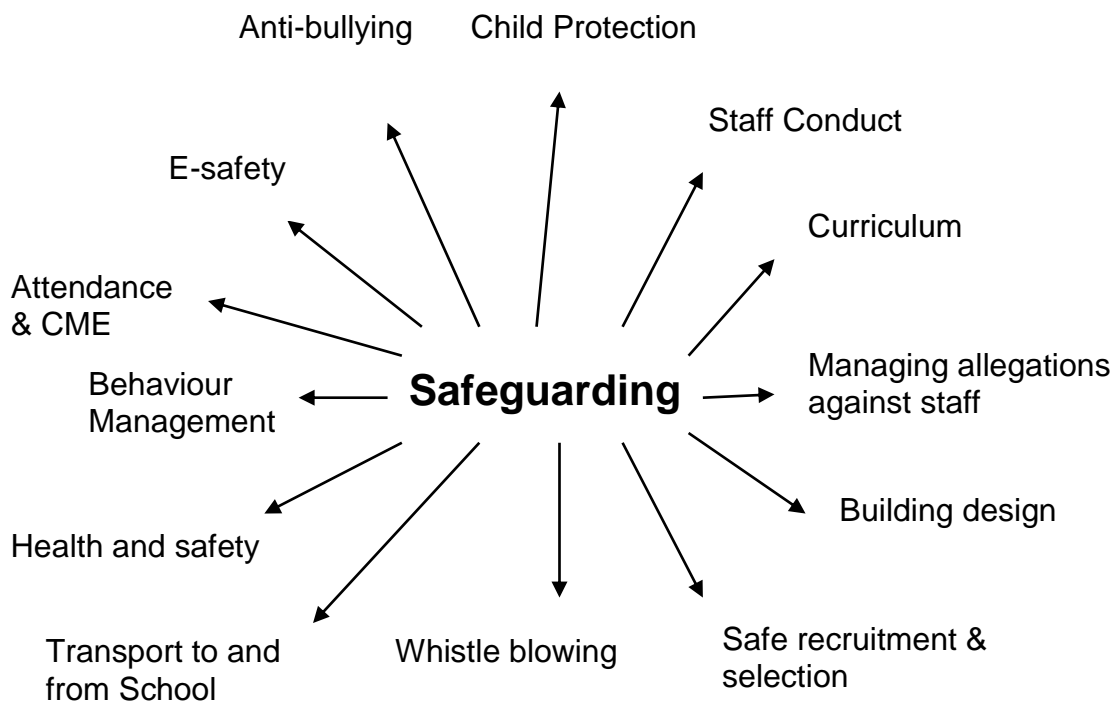 Anti-bullying
Child Protection
Staff Conduct
E-safety
Curriculum
Attendance
& CME
Safeguarding
Managing allegations
against staff
Behaviour
Management
Building design
Health and safety
Transport to and
from School
Whistle blowing
Safe recruitment &
selection